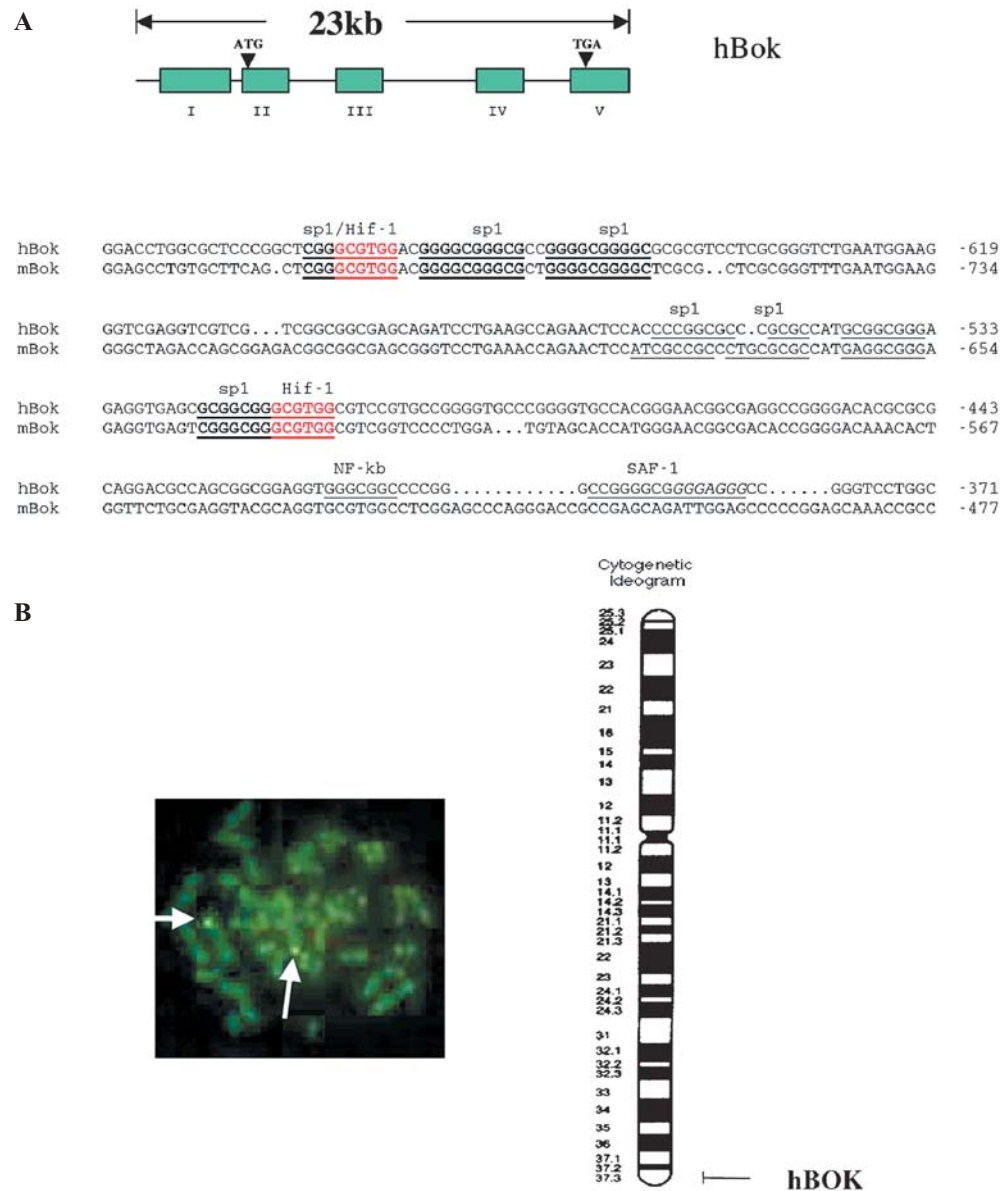 A
23kb
ATG
TGA
hBok
I II III IV V
sp1/Hif-1 sp1 sp1
hBok GGACCTGGCGCTCCCGGCTCGGGCGTGGACGGGGCGGGCGCCGGGGCGGGGCGCGCGTCCTCGCGGGTCTGAATGGAAG -619
mBok GGAGCCTGTGCTTCAG.CTCGGGCGTGGACGGGGCGGGCGCTGGGGCGGGGCTCGCG..CTCGCGGGTTTGAATGGAAG -734
sp1 sp1
hBok GGTCGAGGTCGTCG...TCGGCGGCGAGCAGATCCTGAAGCCAGAACTCCACCCCGGCGCC.CGCGCCATGCGGCGGGA -533
mBok GGGCTAGACCAGCGGAGACGGCGGCGAGCGGGTCCTGAAACCAGAACTCCATCGCCGCCCTGCGCGCCATGAGGCGGGA -654
sp1 Hif-1
hBok GAGGTGAGCGCGGCGGGCGTGGCGTCCGTGCCGGGGTGCCCGGGGTGCCACGGGAACGGCGAGGCCGGGGACACGCGCG -443
mBok GAGGTGAGTCGGGCGGGCGTGGCGTCGGTCCCCTGGA...TGTAGCACCATGGGAACGGCGACACCGGGGACAAACACT -567
NF-kb SAF-1
hBok CAGGACGCCAGCGGCGGAGGTGGGCGGCCCCGG............GCCGGGGCGGGGAGGGCC......GGGTCCTGGC -371
mBok GGTTCTGCGAGGTACGCAGGTGCGTGGCCTCGGAGCCCAGGGACCGCCGAGCAGATTGGAGCCCCCGGAGCAAACCGCC -477
B
Cytogenetic
Ideogram
25.3
25.2
25.1
24
23
22
21
16
15
14
13
12
11.2
11.1
11.1
11.2
12
13
14.1
14.2
14.3
21.1
21.2
21.3
22
23
24.1
24.2
24.3
31
32.1
32.2
32.3
33
34
35
36
37.1
37.2
37.3
hBOK